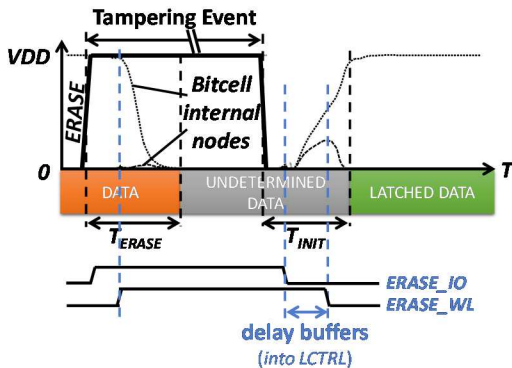 Tampering Event
VDD
ERASE
Bitcell
internal
nodes
0
T
DATA
UNDETERMINED
DATA
LATCHED DATA
TERASE
TINIT
ERASE_IO
ERASE_WL
delay buffers
(into LCTRL)